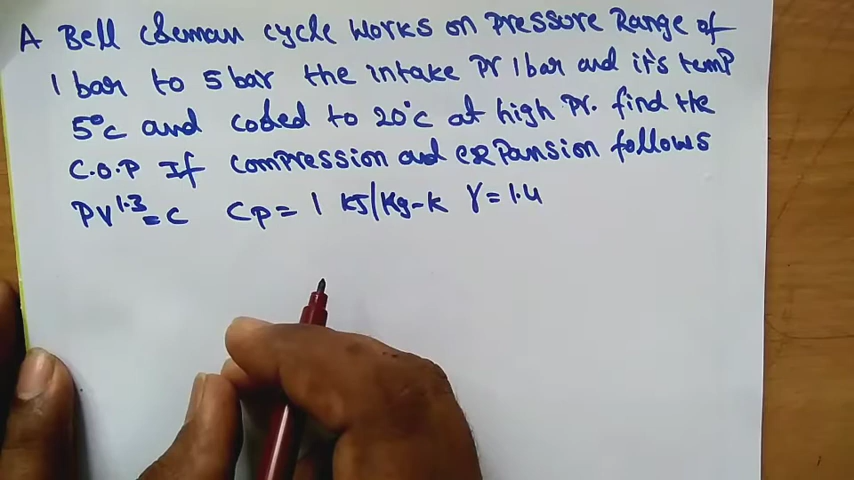 A Bell coleman cycle works on pressure Range of
1 bar to 5 bar the intake Pr 1 bar and it's temp
5°c and cooled to 20°c at high Pr. find the
C.O.P If compression and expansion follows
PV^1.3 = C Cp = 1 KJ/Kg-K γ = 1.4